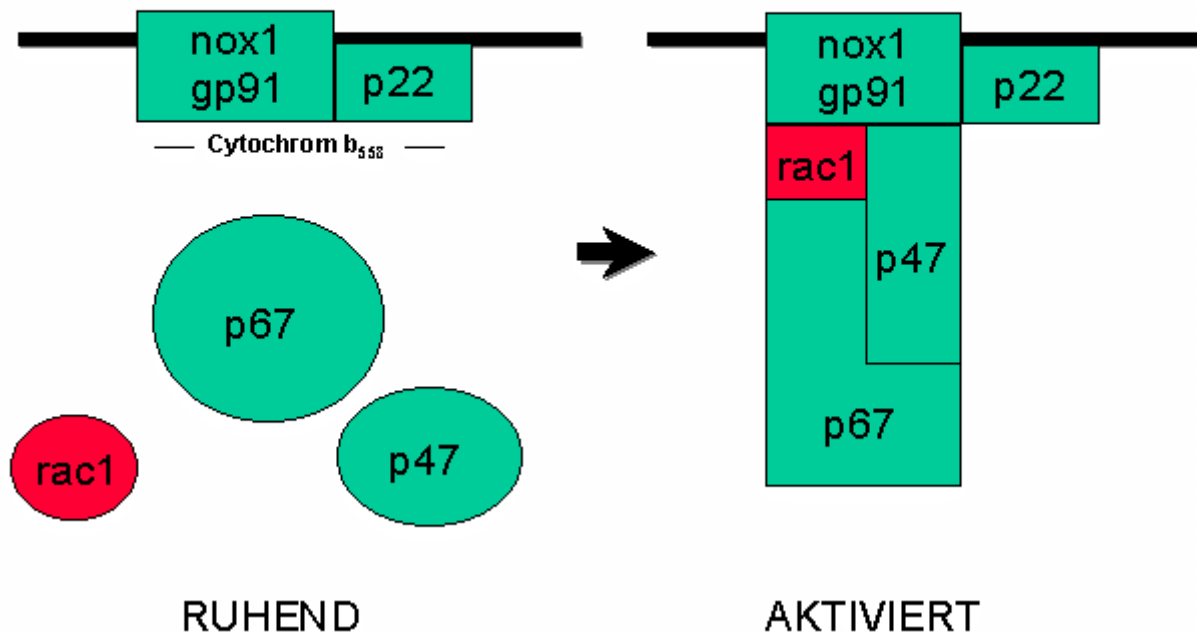 nox1
gp91
p22
Cytochrom b558
p67
rac1
p47
RUHEND
nox1
gp91
p22
rac1
p47
p67
AKTIVIERT